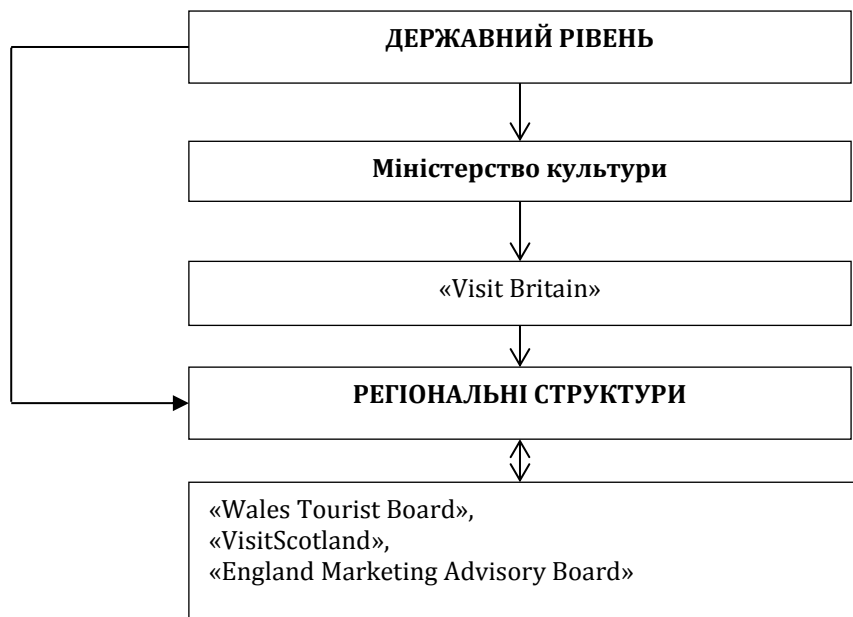 ДЕРЖАВНИЙ РІВЕНЬ
Міністерство культури
«Visit Britain»
РЕГІОНАЛЬНІ СТРУКТУРИ
«Wales Tourist Board»,
«VisitScotland»,
«England Marketing Advisory Board»